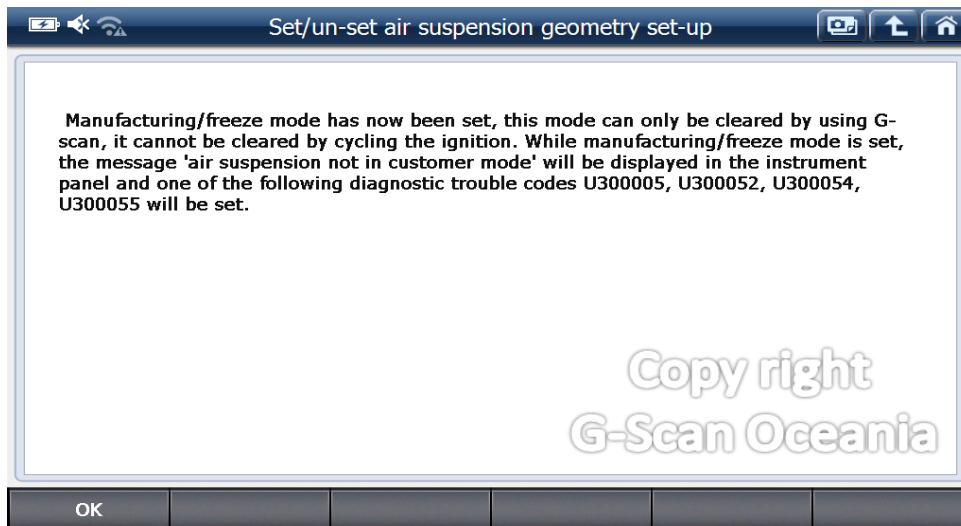 Set/un-set air suspension geometry set-up
Manufacturing/freeze mode has now been set, this mode can only be cleared by using G-
scan, it cannot be cleared by cycling the ignition. While manufacturing/freeze mode is set,
the message 'air suspension not in customer mode' will be displayed in the instrument
panel and one of the following diagnostic trouble codes U300005, U300052, U300054,
U300055 will be set.
Copy right
G-Scan Oceania
OK